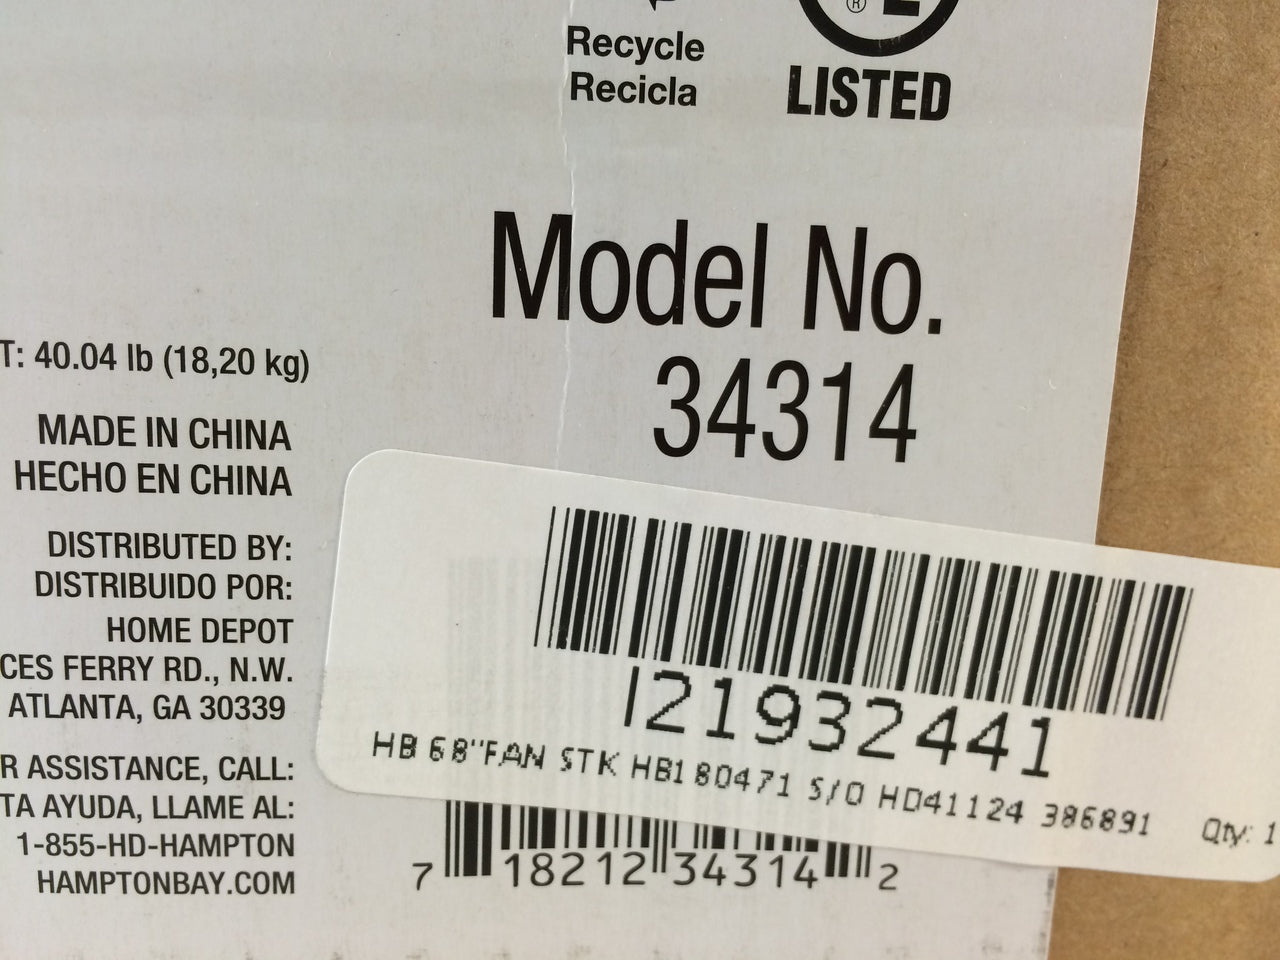 ®
Recycle
Recicla
LISTED
Model No.
34314
T: 40.04 lb (18,20 kg)
MADE IN CHINA
HECHO EN CHINA
DISTRIBUTED BY:
DISTRIBUIDO POR:
HOME DEPOT
CES FERRY RD., N.W.
ATLANTA, GA 30339
R ASSISTANCE, CALL:
TA AYUDA, LLAME AL:
1-855-HD-HAMPTON
HAMPTONBAY.COM
I21932441
HB 68"FAN STK HB180471 S/O HD41124 386891 Qty: 1
7 18212 34314 2